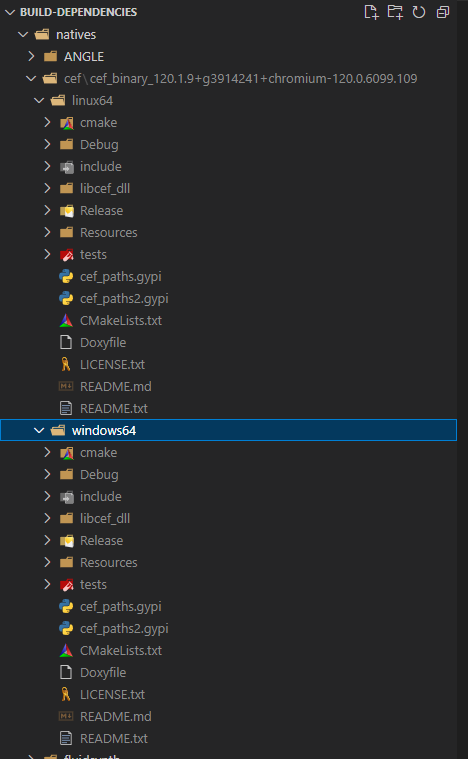 BUILD-DEPENDENCIES
natives
ANGLE
cef\cef_binary_120.1.9+g3914241+chromium-120.0.6099.109
linux64
cmake
Debug
include
libcef_dll
Release
Resources
tests
cef_paths.gypi
cef_paths2.gypi
CMakeLists.txt
Doxyfile
LICENSE.txt
README.md
README.txt
windows64
cmake
Debug
include
libcef_dll
Release
Resources
tests
cef_paths.gypi
cef_paths2.gypi
CMakeLists.txt
Doxyfile
LICENSE.txt
README.md
README.txt